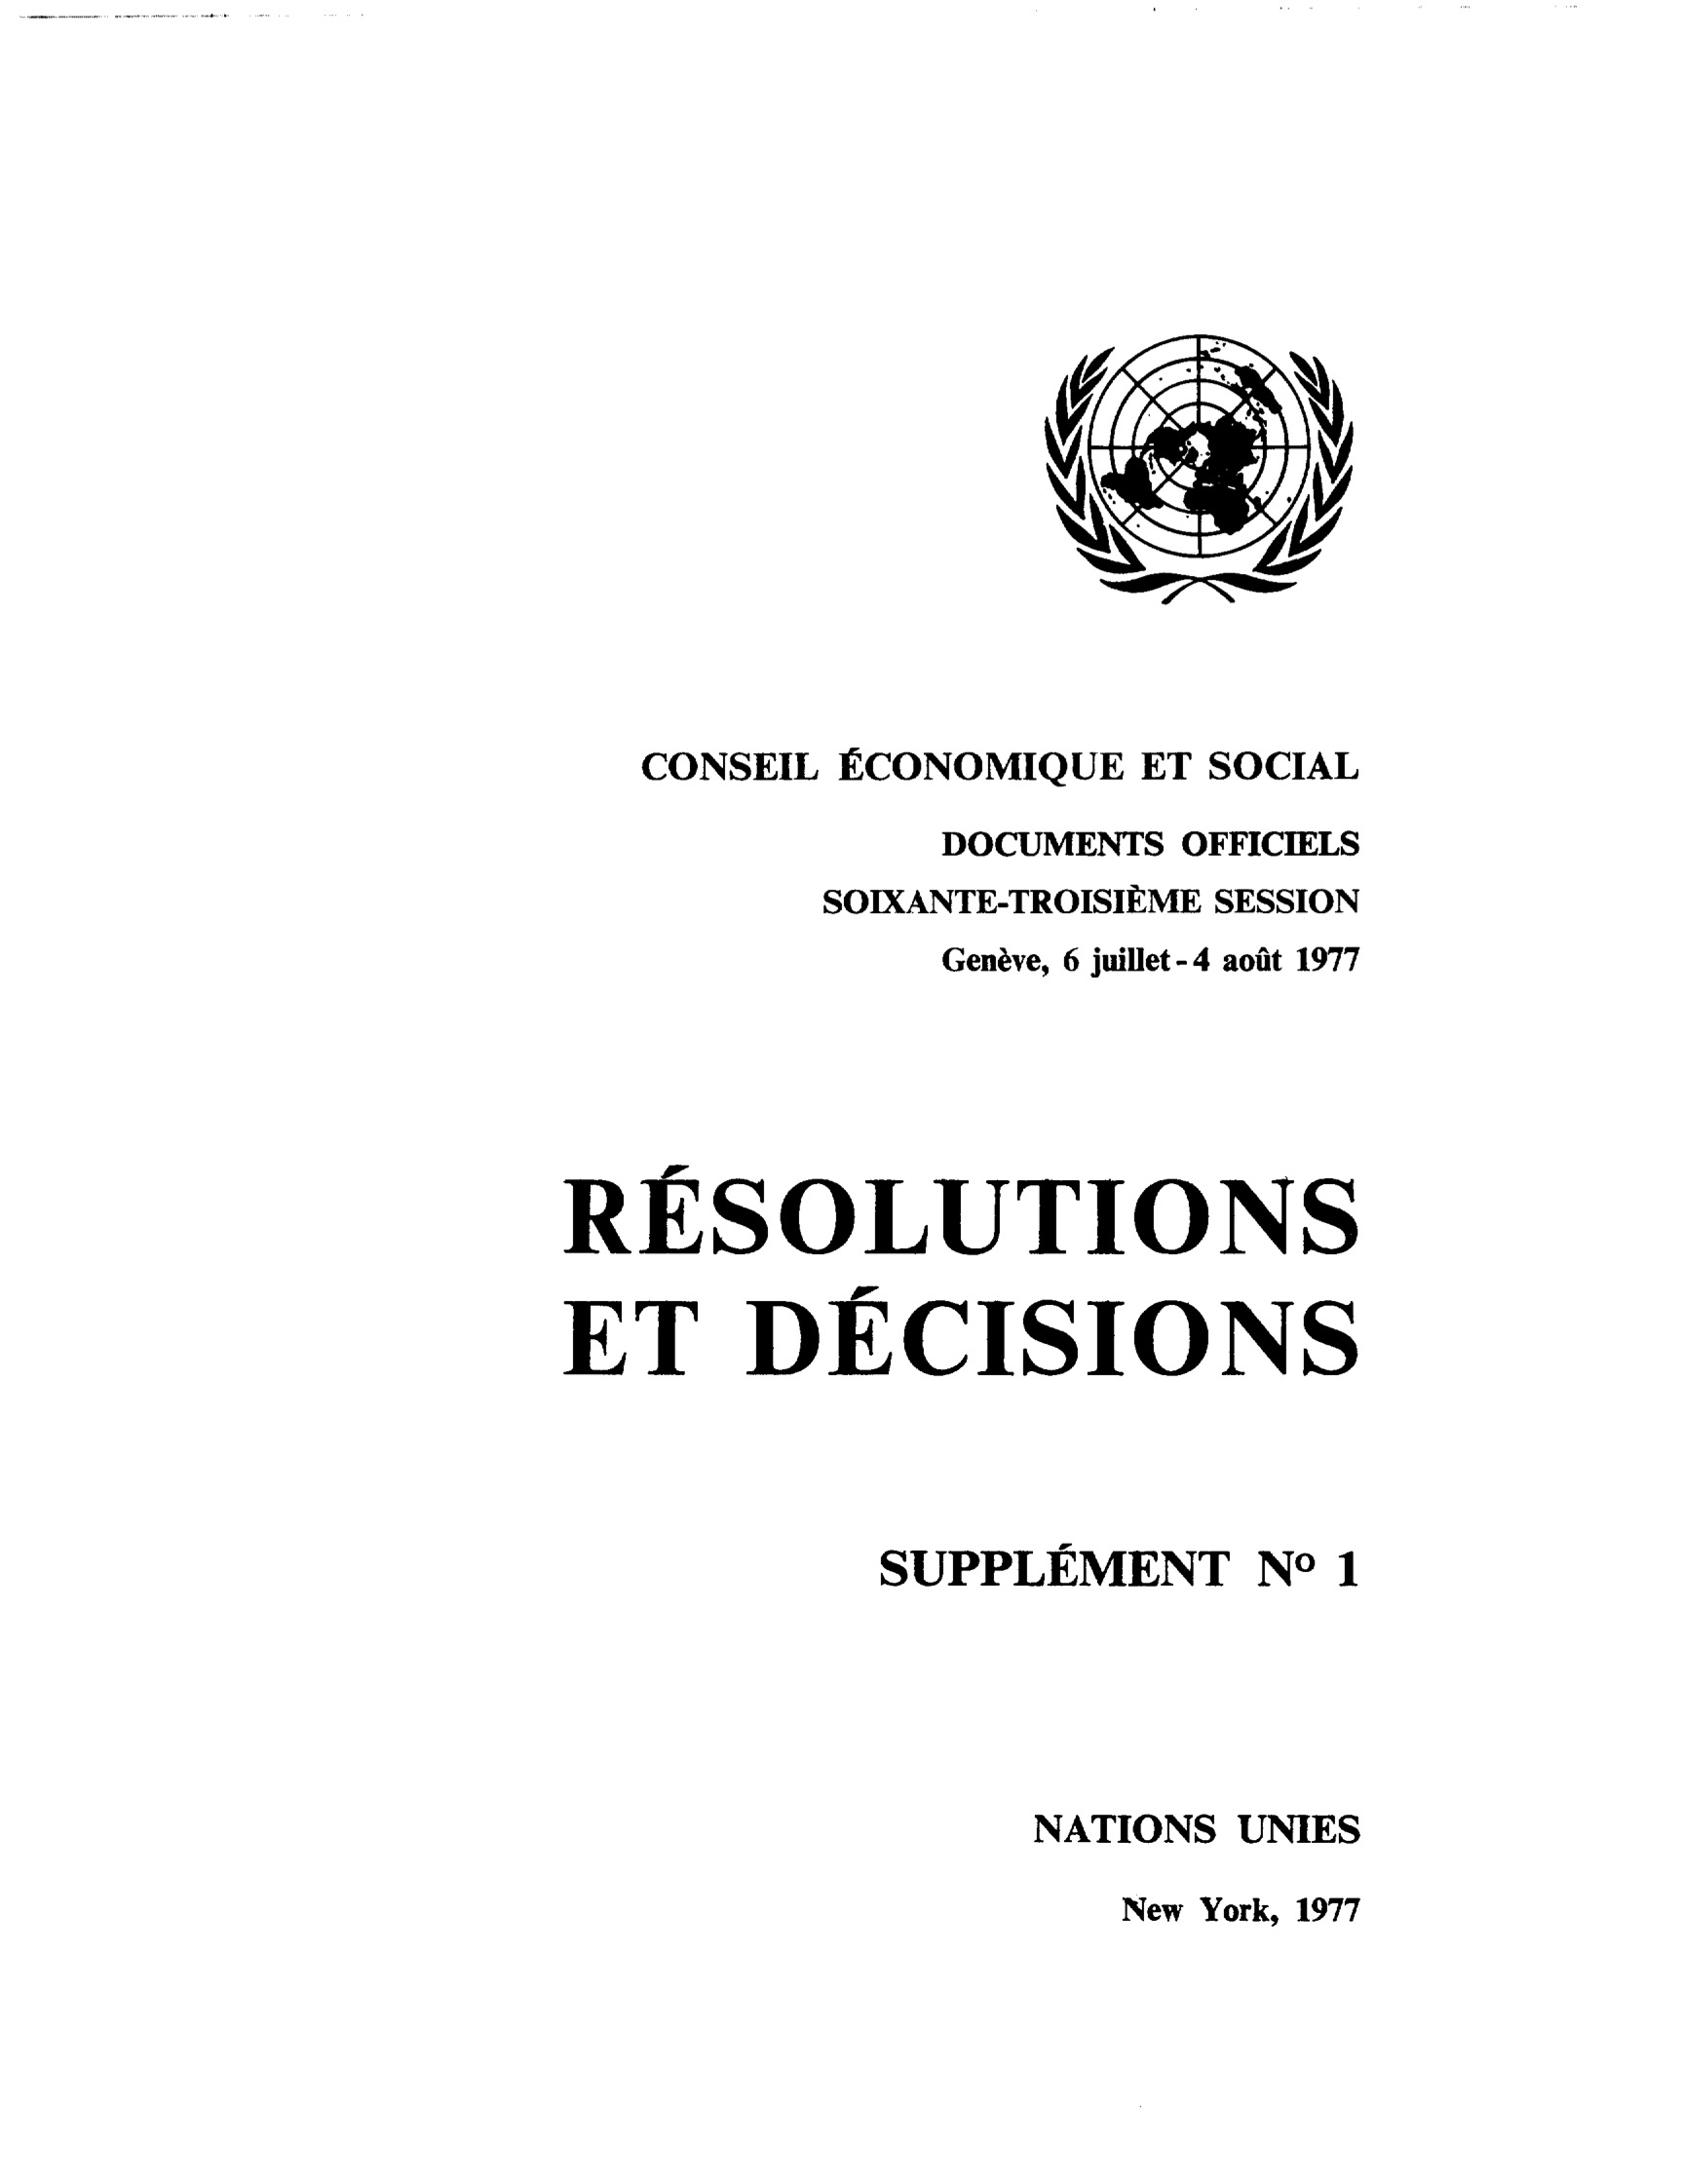 CONSEIL ÉCONOMIQUE ET SOCIAL
DOCUMENTS OFFICIELS
SOIXANTE-TROISIÈME SESSION
Genève, 6 juillet - 4 août 1977
RÉSOLUTIONS
ET DÉCISIONS
SUPPLÉMENT Nº 1
NATIONS UNIES
New York, 1977